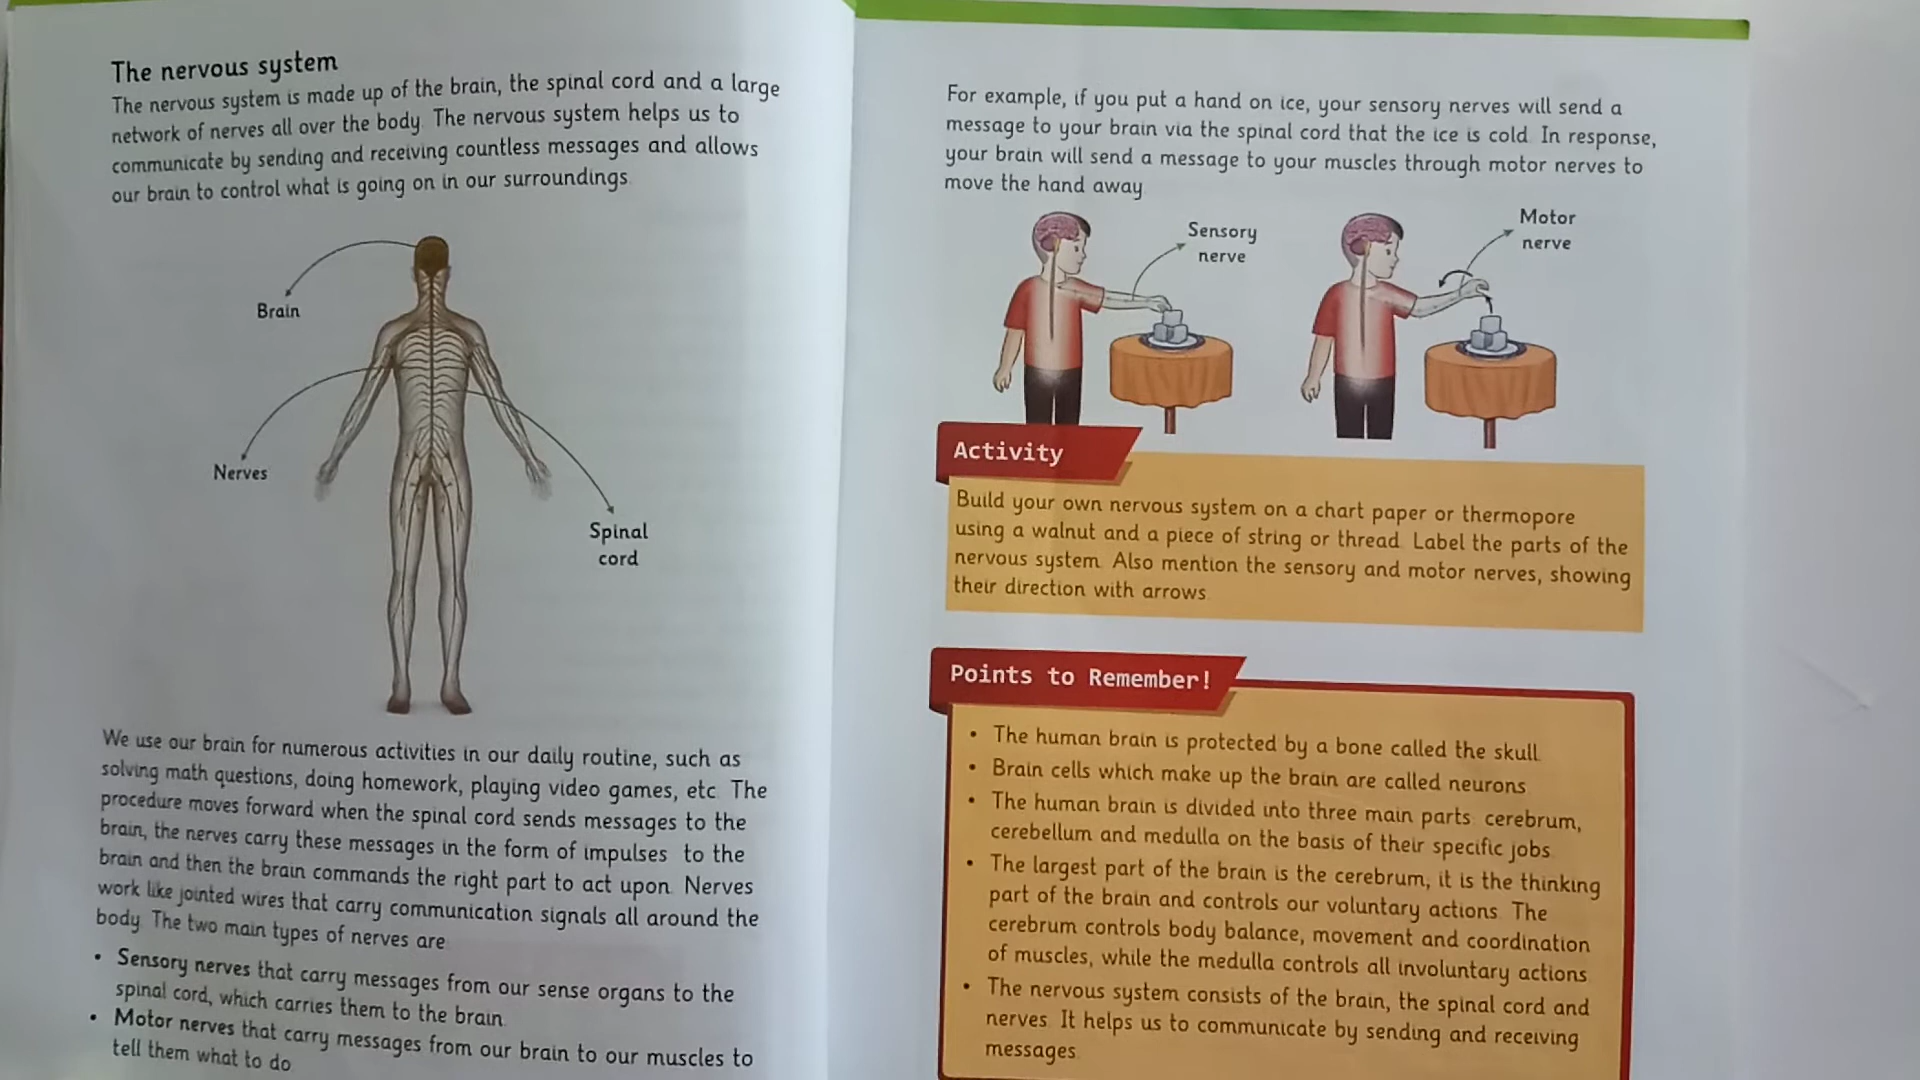 The nervous system
The nervous system is made up of the brain, the spinal cord and a large
network of nerves all over the body. The nervous system helps us to
communicate by sending and receiving countless messages and allows
our brain to control what is going on in our surroundings.
Brain
Nerves
Spinal
cord
We use our brain for numerous activities in our daily routine, such as
solving math questions, doing homework, playing video games, etc. The
procedure moves forward when the spinal cord sends messages to the
brain, the nerves carry these messages in the form of impulses to the
brain and then the brain commands the right part to act upon. Nerves
work like jointed wires that carry communication signals all around the
body. The two main types of nerves are
• Sensory nerves that carry messages from our sense organs to the
spinal cord, which carries them to the brain.
• Motor nerves that carry messages from our brain to our muscles to
tell them what to do
For example, if you put a hand on ice, your sensory nerves will send a
message to your brain via the spinal cord that the ice is cold. In response,
your brain will send a message to your muscles through motor nerves to
move the hand away.
Sensory
nerve
Motor
nerve
Activity
Build your own nervous system on a chart paper or thermopore
using a walnut and a piece of string or thread. Label the parts of the
nervous system. Also mention the sensory and motor nerves, showing
their direction with arrows.
Points to Remember!
• The human brain is protected by a bone called the skull.
• Brain cells which make up the brain are called neurons
• The human brain is divided into three main parts: cerebrum,
cerebellum and medulla on the basis of their specific jobs.
• The largest part of the brain is the cerebrum, it is the thinking
part of the brain and controls our voluntary actions. The
cerebrum controls body balance, movement and coordination
of muscles, while the medulla controls all involuntary actions.
• The nervous system consists of the brain, the spinal cord and
nerves. It helps us to communicate by sending and receiving
messages.